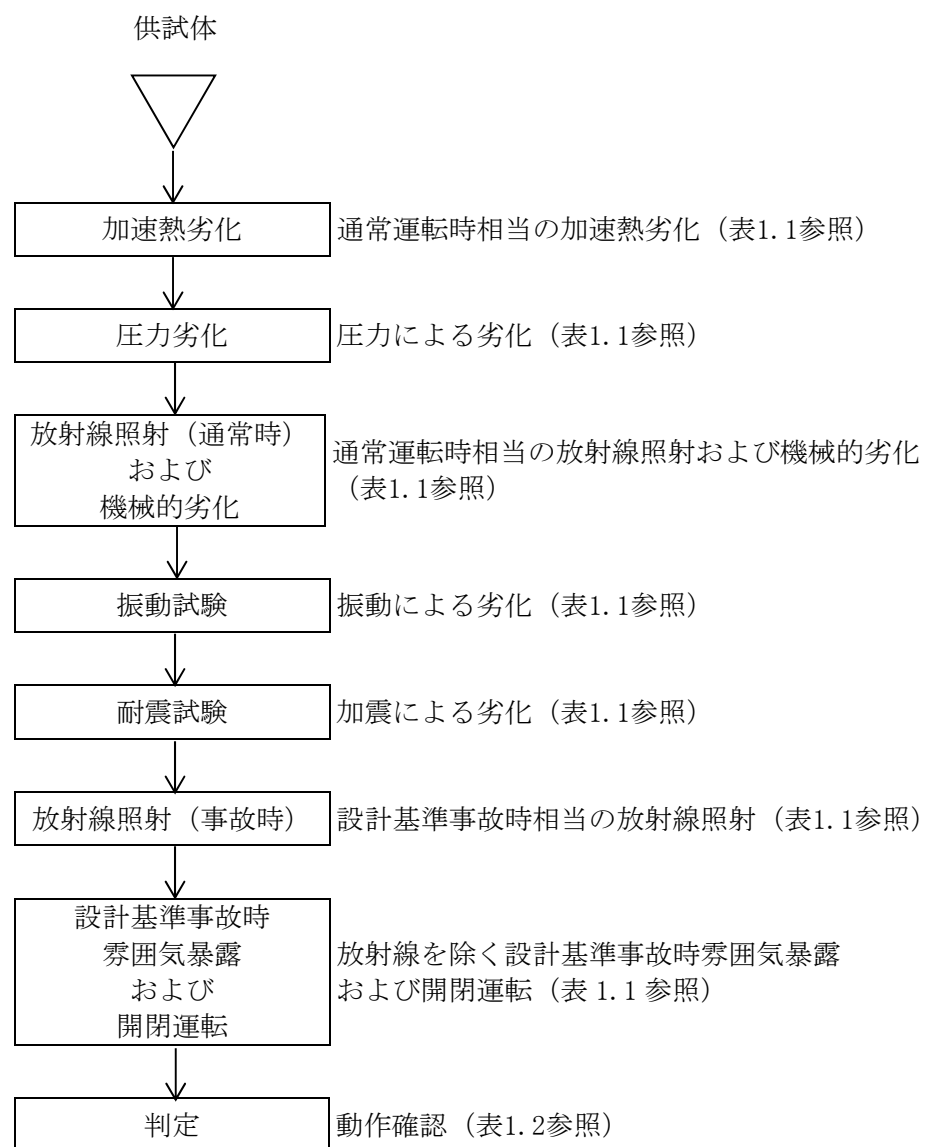 供試体
加速熱劣化
通常運転時相当の加速熱劣化（表1.1参照）
圧力劣化
圧力による劣化（表1.1参照）
放射線照射（通常時）
および
機械的劣化
通常運転時相当の放射線照射および機械的劣化
（表1.1参照）
振動試験
振動による劣化（表1.1参照）
耐震試験
加震による劣化（表1.1参照）
放射線照射（事故時）
設計基準事故時相当の放射線照射（表1.1参照）
設計基準事故時
雰囲気暴露
および
開閉運転
放射線を除く設計基準事故時雰囲気暴露
および開閉運転（表 1.1 参照）
判定
動作確認（表1.2参照）